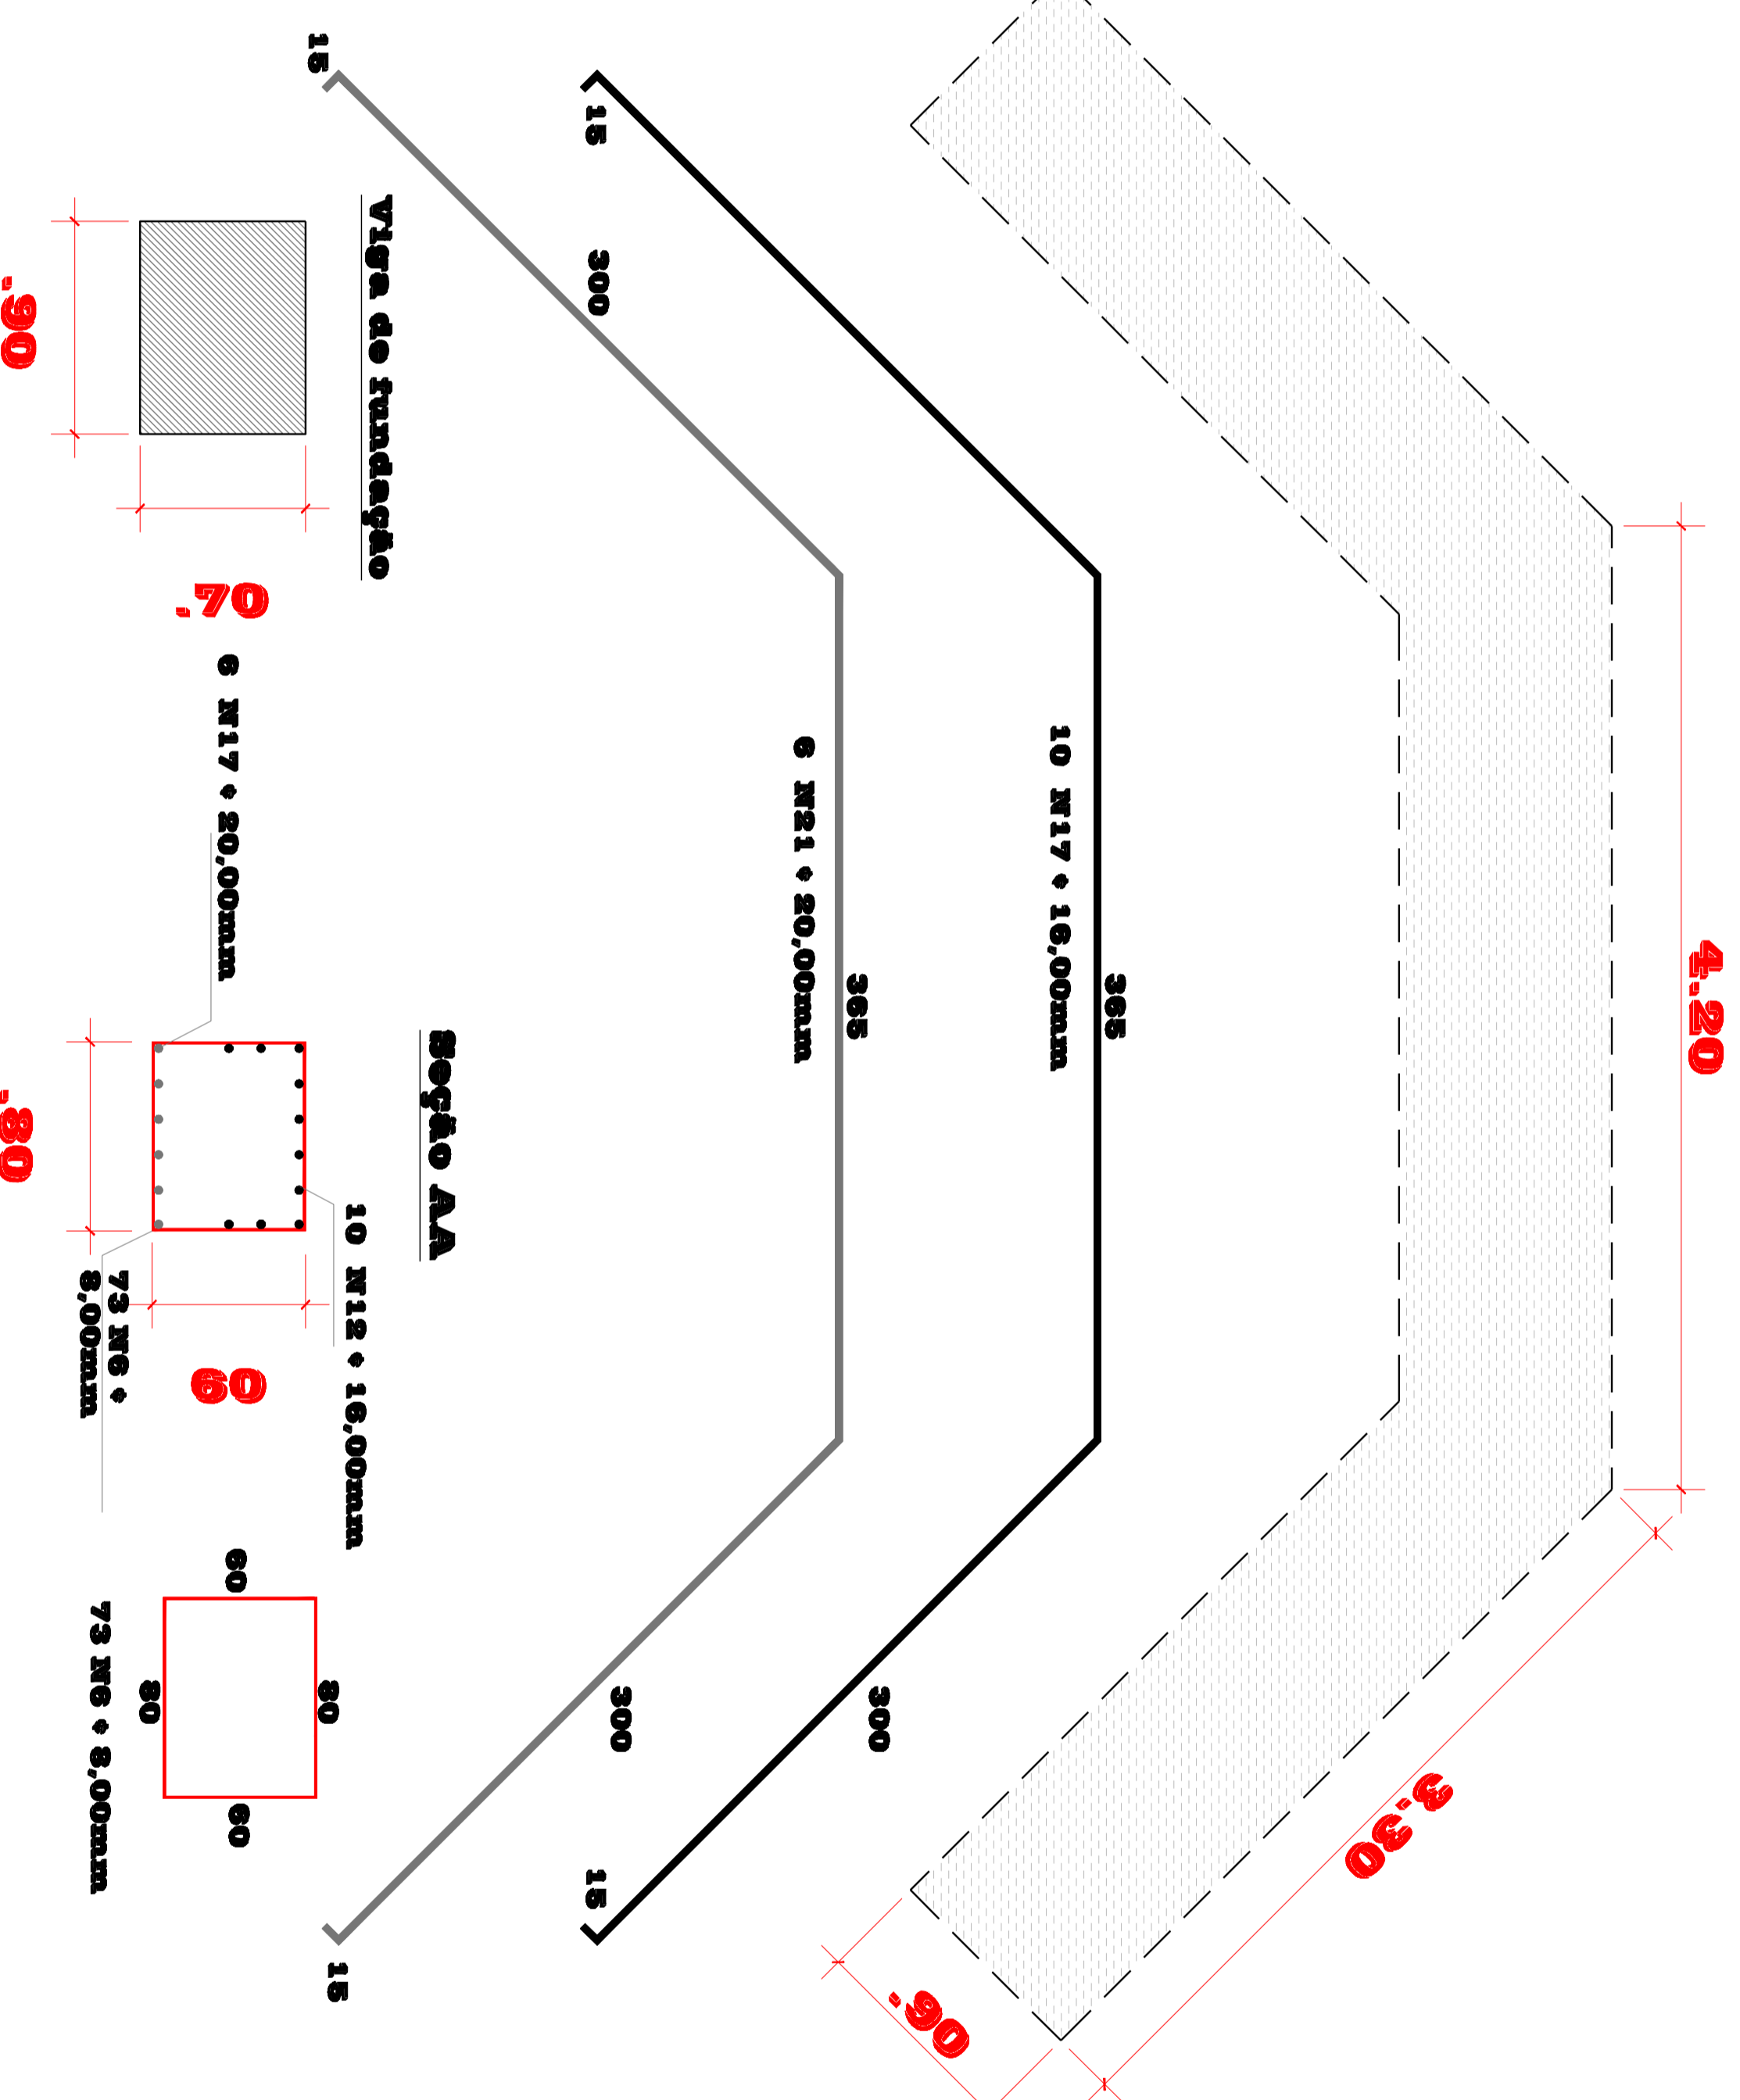 4.20
3.30
.90
15
365
10 N17 ¢ 16,00mm
300
15
15
300
365
6 N21 ¢ 20,00mm
300
15
Viga de fundação
.90
.70
Seção AA
6 N17 ¢ 20,00mm
10 N12 ¢ 16,00mm
73 N6 ¢
8,00mm
.80
60
60
80
80
60
73 N6 ¢ 8,00mm